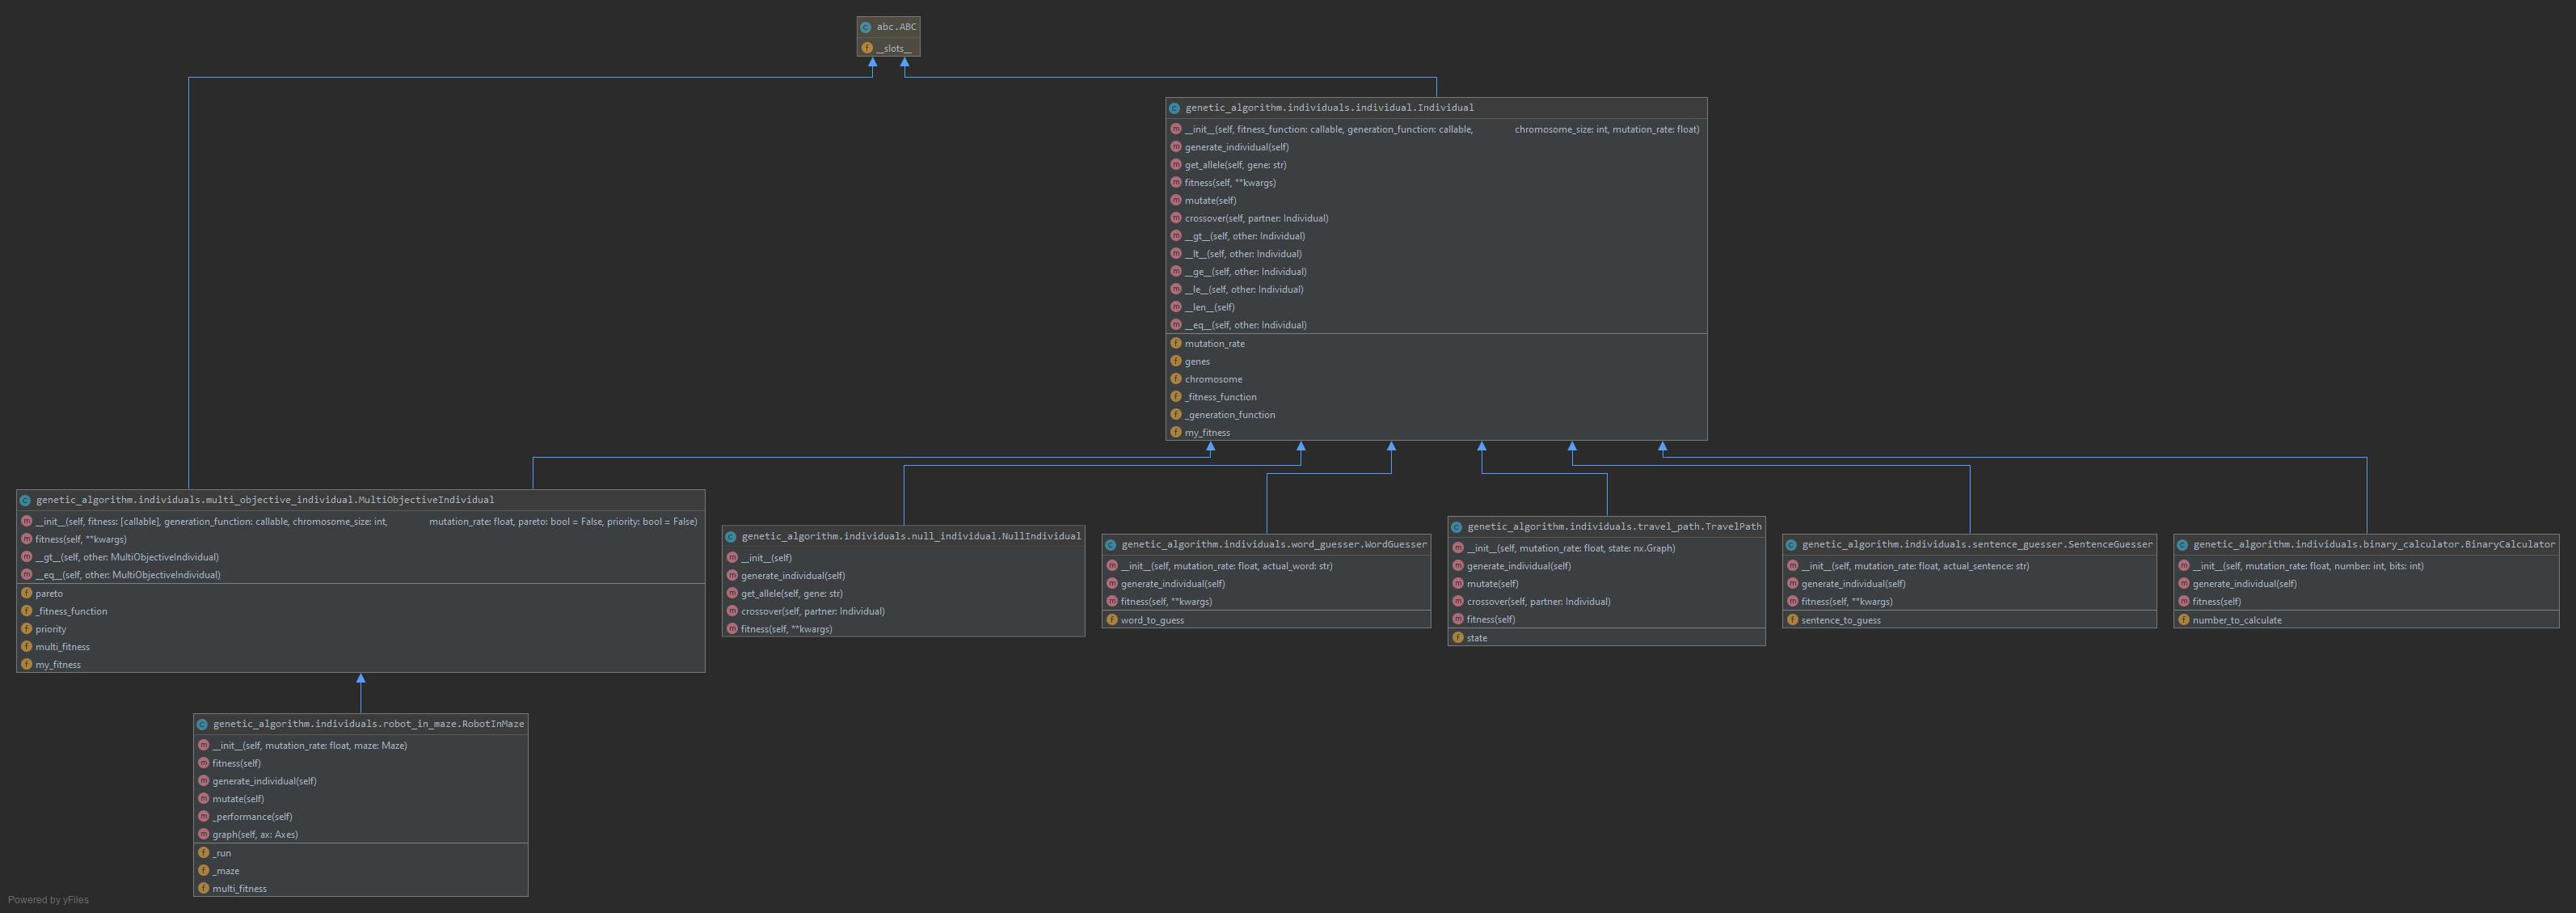 abc.ABC
__slots__
genetic_algorithm.individuals.individual.Individual
__init__(self, fitness_function: callable, generation_function: callable, chromosome_size: int, mutation_rate: float)
generate_individual(self)
get_allele(self, gene: str)
fitness(self, **kwargs)
mutate(self)
crossover(self, partner: Individual)
__gt__(self, other: Individual)
__lt__(self, other: Individual)
__ge__(self, other: Individual)
__le__(self, other: Individual)
__len__(self)
__eq__(self, other: Individual)
mutation_rate
genes
chromosome
_fitness_function
_generation_function
my_fitness
genetic_algorithm.individuals.multi_objective_individual.MultiObjectiveIndividual
__init__(self, fitness: [callable], generation_function: callable, chromosome_size: int, mutation_rate: float, pareto: bool = False, priority: bool = False)
fitness(self, **kwargs)
__gt__(self, other: MultiObjectiveIndividual)
__eq__(self, other: MultiObjectiveIndividual)
pareto
_fitness_function
priority
multi_fitness
my_fitness
genetic_algorithm.individuals.null_individual.NullIndividual
__init__(self)
generate_individual(self)
get_allele(self, gene: str)
crossover(self, partner: Individual)
fitness(self, **kwargs)
genetic_algorithm.individuals.word_guesser.WordGuesser
__init__(self, mutation_rate: float, actual_word: str)
generate_individual(self)
fitness(self, **kwargs)
word_to_guess
genetic_algorithm.individuals.travel_path.TravelPath
__init__(self, mutation_rate: float, state: nx.Graph)
generate_individual(self)
mutate(self)
crossover(self, partner: Individual)
fitness(self)
state
genetic_algorithm.individuals.sentence_guesser.SentenceGuesser
__init__(self, mutation_rate: float, actual_sentence: str)
generate_individual(self)
fitness(self, **kwargs)
sentence_to_guess
genetic_algorithm.individuals.binary_calculator.BinaryCalculator
__init__(self, mutation_rate: float, number: int, bits: int)
generate_individual(self)
fitness(self)
number_to_calculate
genetic_algorithm.individuals.robot_in_maze.RobotInMaze
__init__(self, mutation_rate: float, maze: Maze)
fitness(self)
generate_individual(self)
mutate(self)
_performance(self)
graph(self, ax: Axes)
_run
_maze
multi_fitness
Powered by yFiles